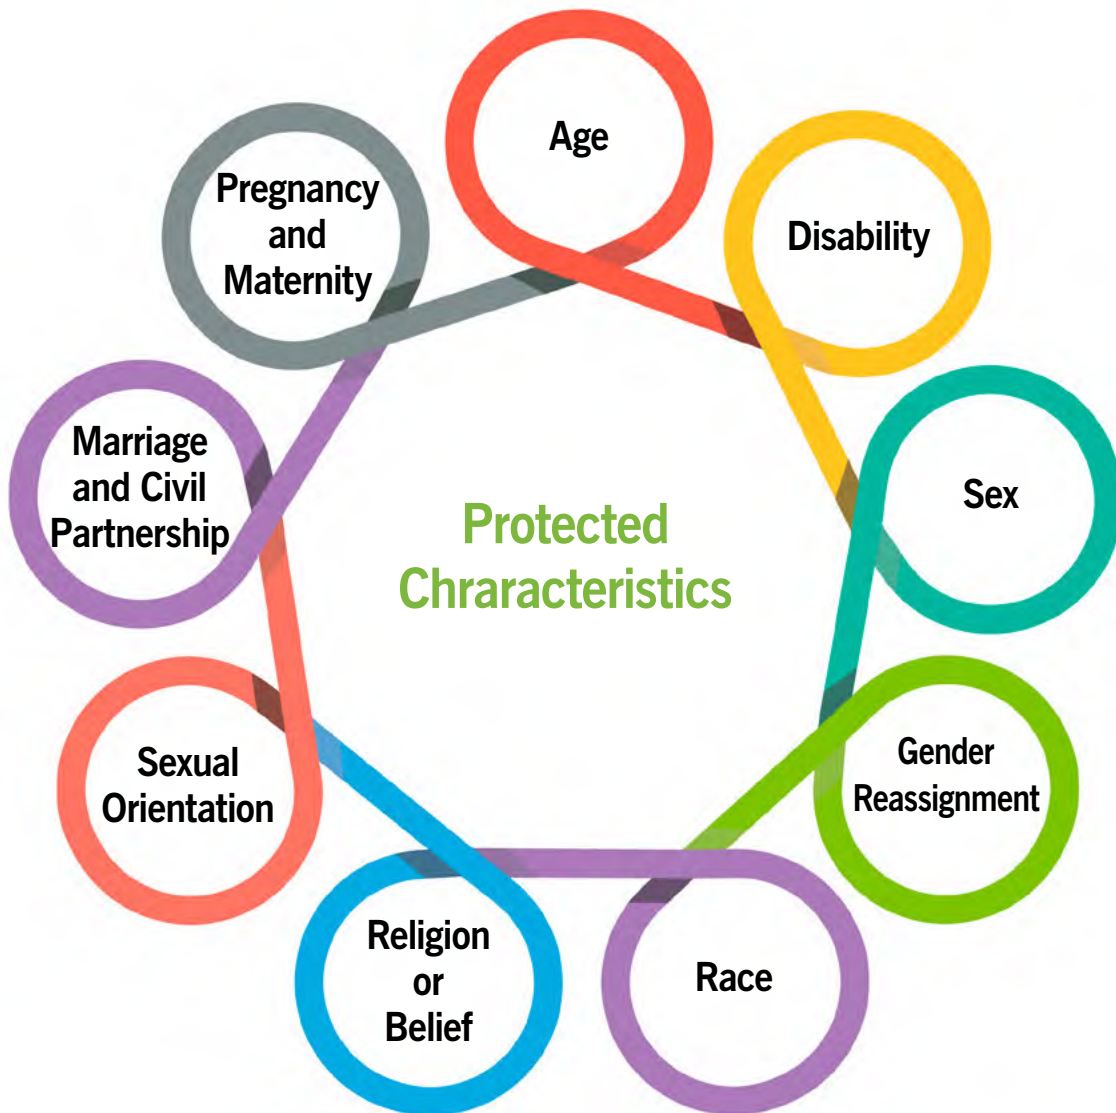 Age
Disability
Sex
Gender
Reassignment
Race
Religion
or
Belief
Sexual
Orientation
Marriage
and Civil
Partnership
Pregnancy
and
Maternity
Protected
Chraracteristics